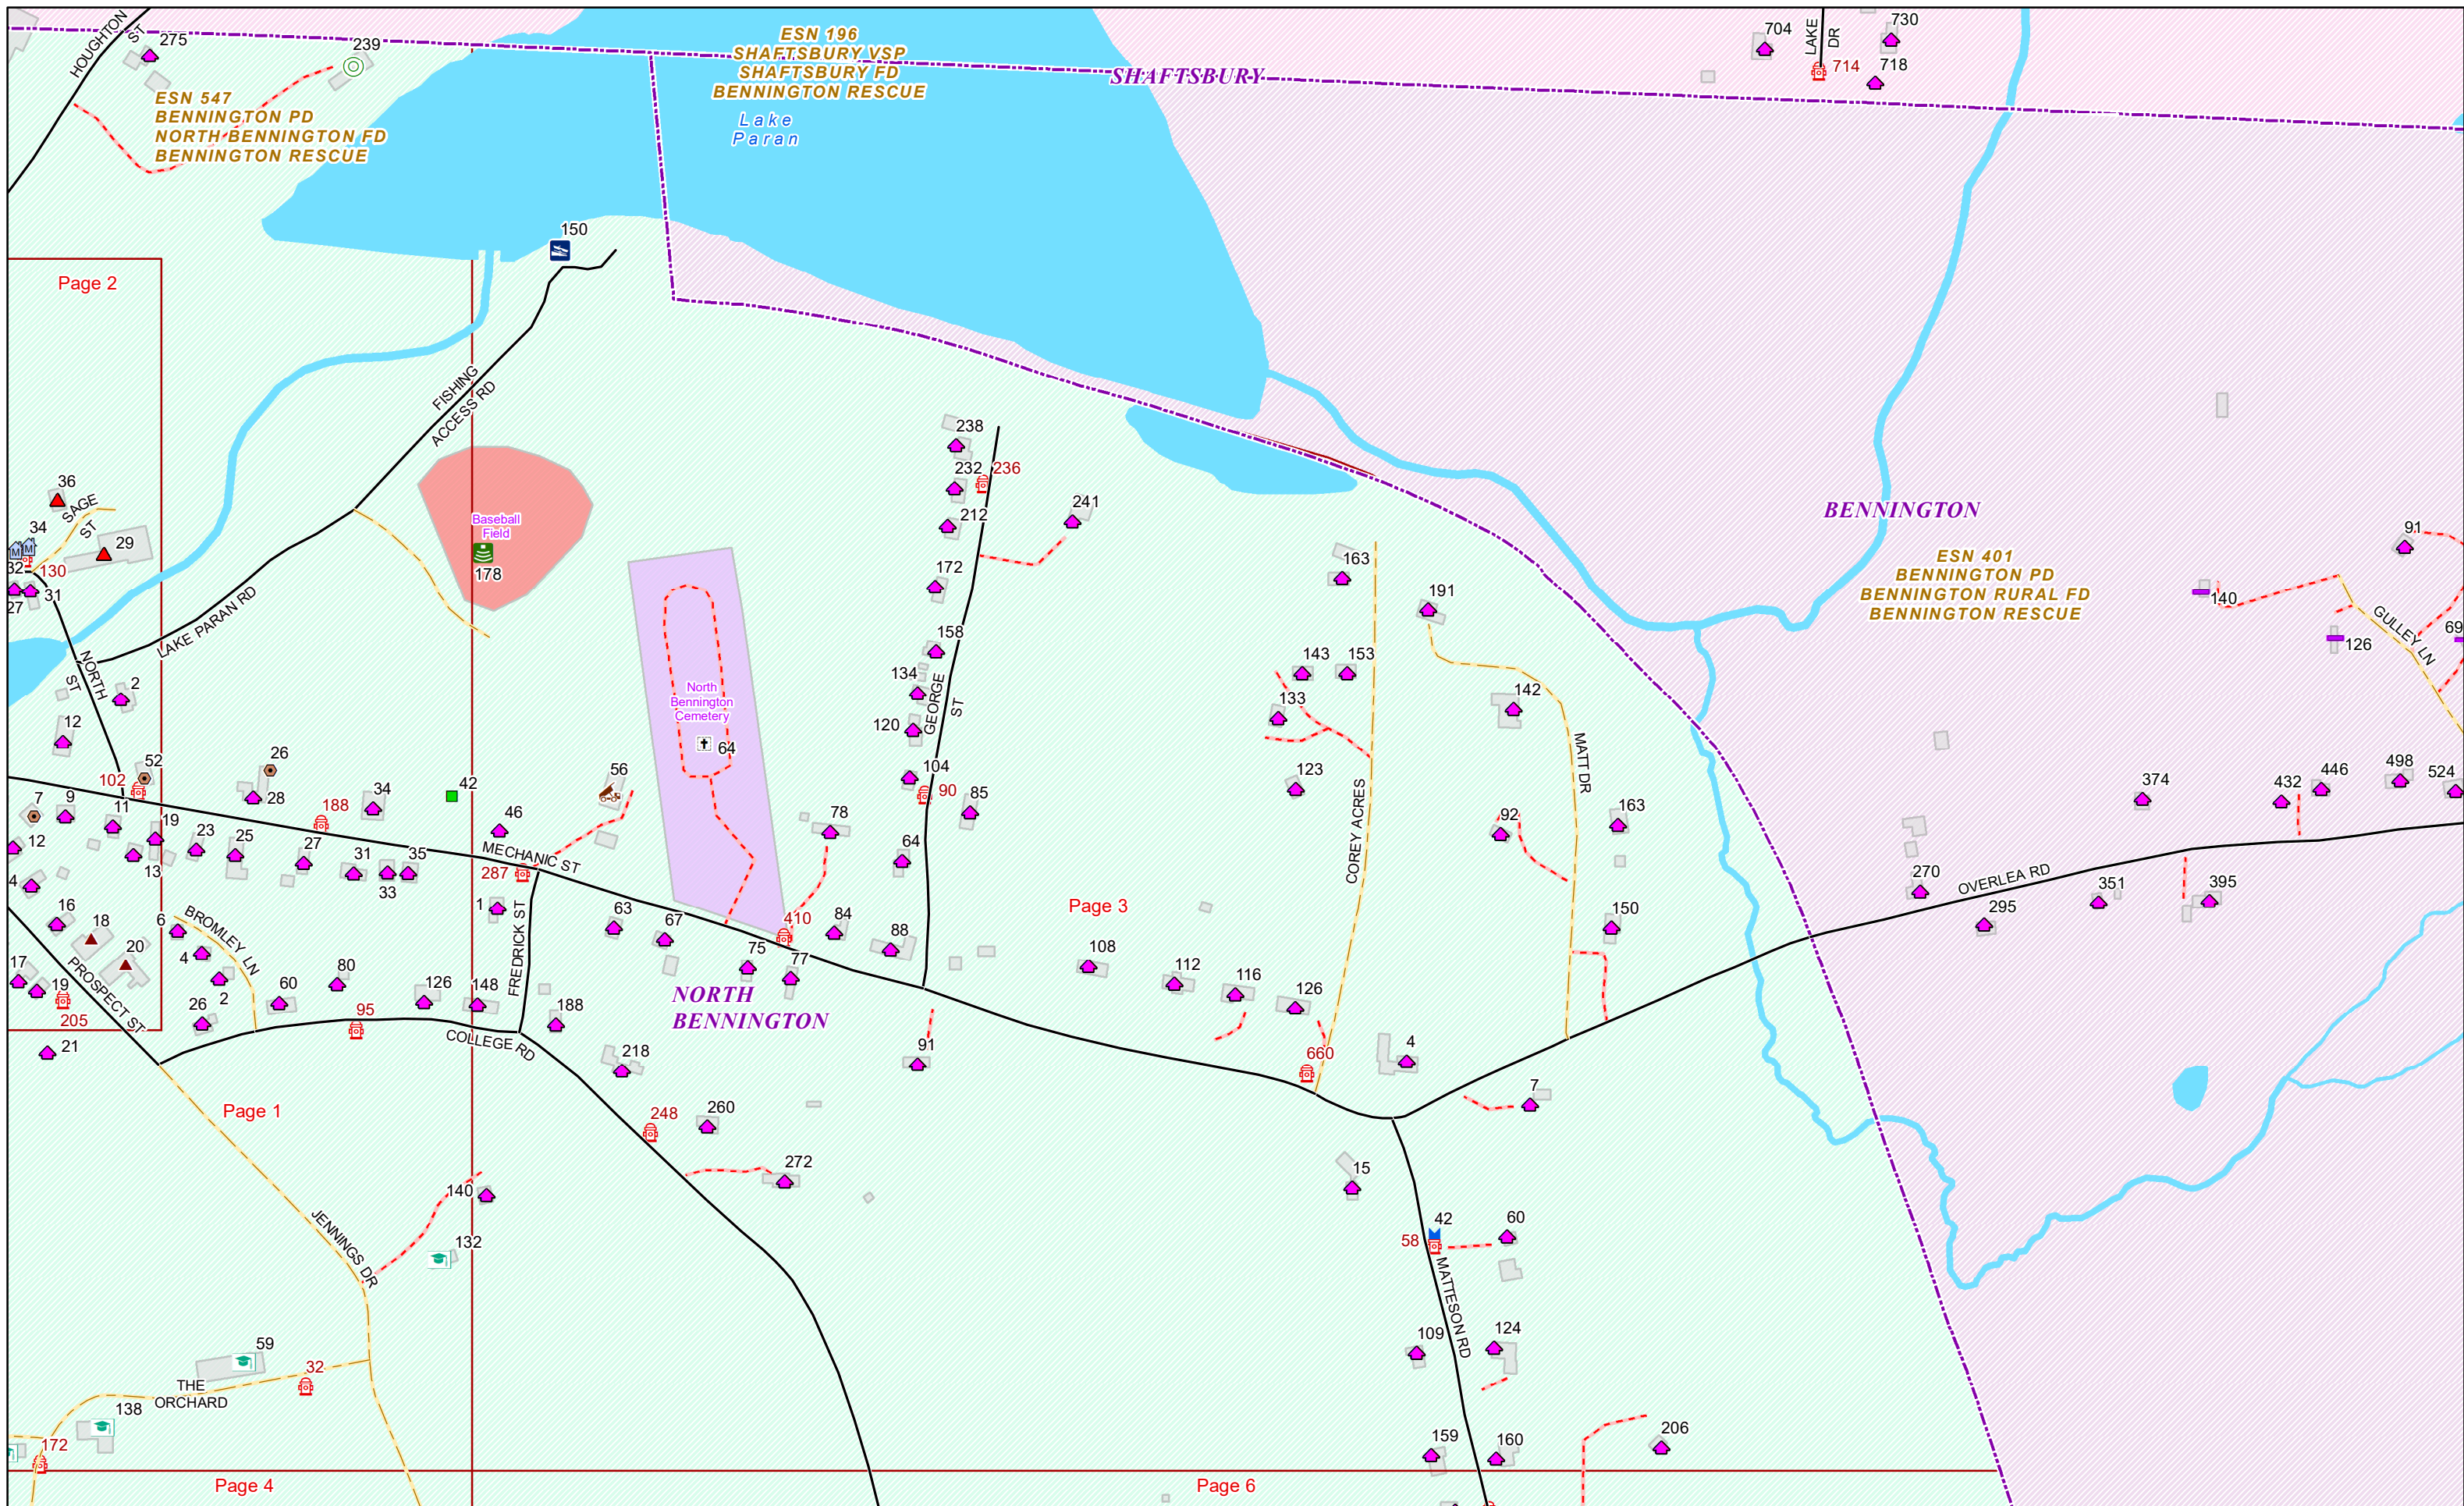 HOUGHTON
ST
275
239
ESN 196
SHAFTSBURY VSP
SHAFTSBURY FD
BENNINGTON RESCUE
SHAFTSBURY
704
LAKE
DR
730
714
718
ESN 547
BENNINGTON PD
NORTH BENNINGTON FD
BENNINGTON RESCUE
Lake
Paran
150
Page 2
FISHING
ACCESS RD
238
232
236
212
241
36
SAGE
ST
34
29
32
130
27
31
Baseball
Field
178
BENNINGTON
ESN 401
BENNINGTON PD
BENNINGTON RURAL FD
BENNINGTON RESCUE
91
140
GULLEY LN
126
69
163
191
172
158
134
120
GEORGE
ST
143
153
133
142
123
LAKE PARAN RD
NORTH
ST
2
12
North
Bennington
Cemetery
64
MATT DR
COREY ACRES
52
102
26
28
188
34
42
56
46
104
90
85
78
64
92
163
374
432
446
498
524
7
9
11
19
23
25
27
31
33
35
13
12
4
MECHANIC ST
287
16
18
20
6
BROMLEY LN
4
2
1
FREDRICK ST
63
67
410
84
88
75
77
Page 3
108
112
116
126
150
270
295
OVERLEA RD
351
395
17
19
205
PROSPECT ST
21
26
60
80
95
126
148
188
COLLEGE RD
NORTH
BENNINGTON
218
91
660
4
7
Page 1
248
260
272
15
140
132
JENNINGS DR
42
58
60
MATTESON RD
109
124
59
32
THE
ORCHARD
138
172
159
160
206
Page 4
Page 6